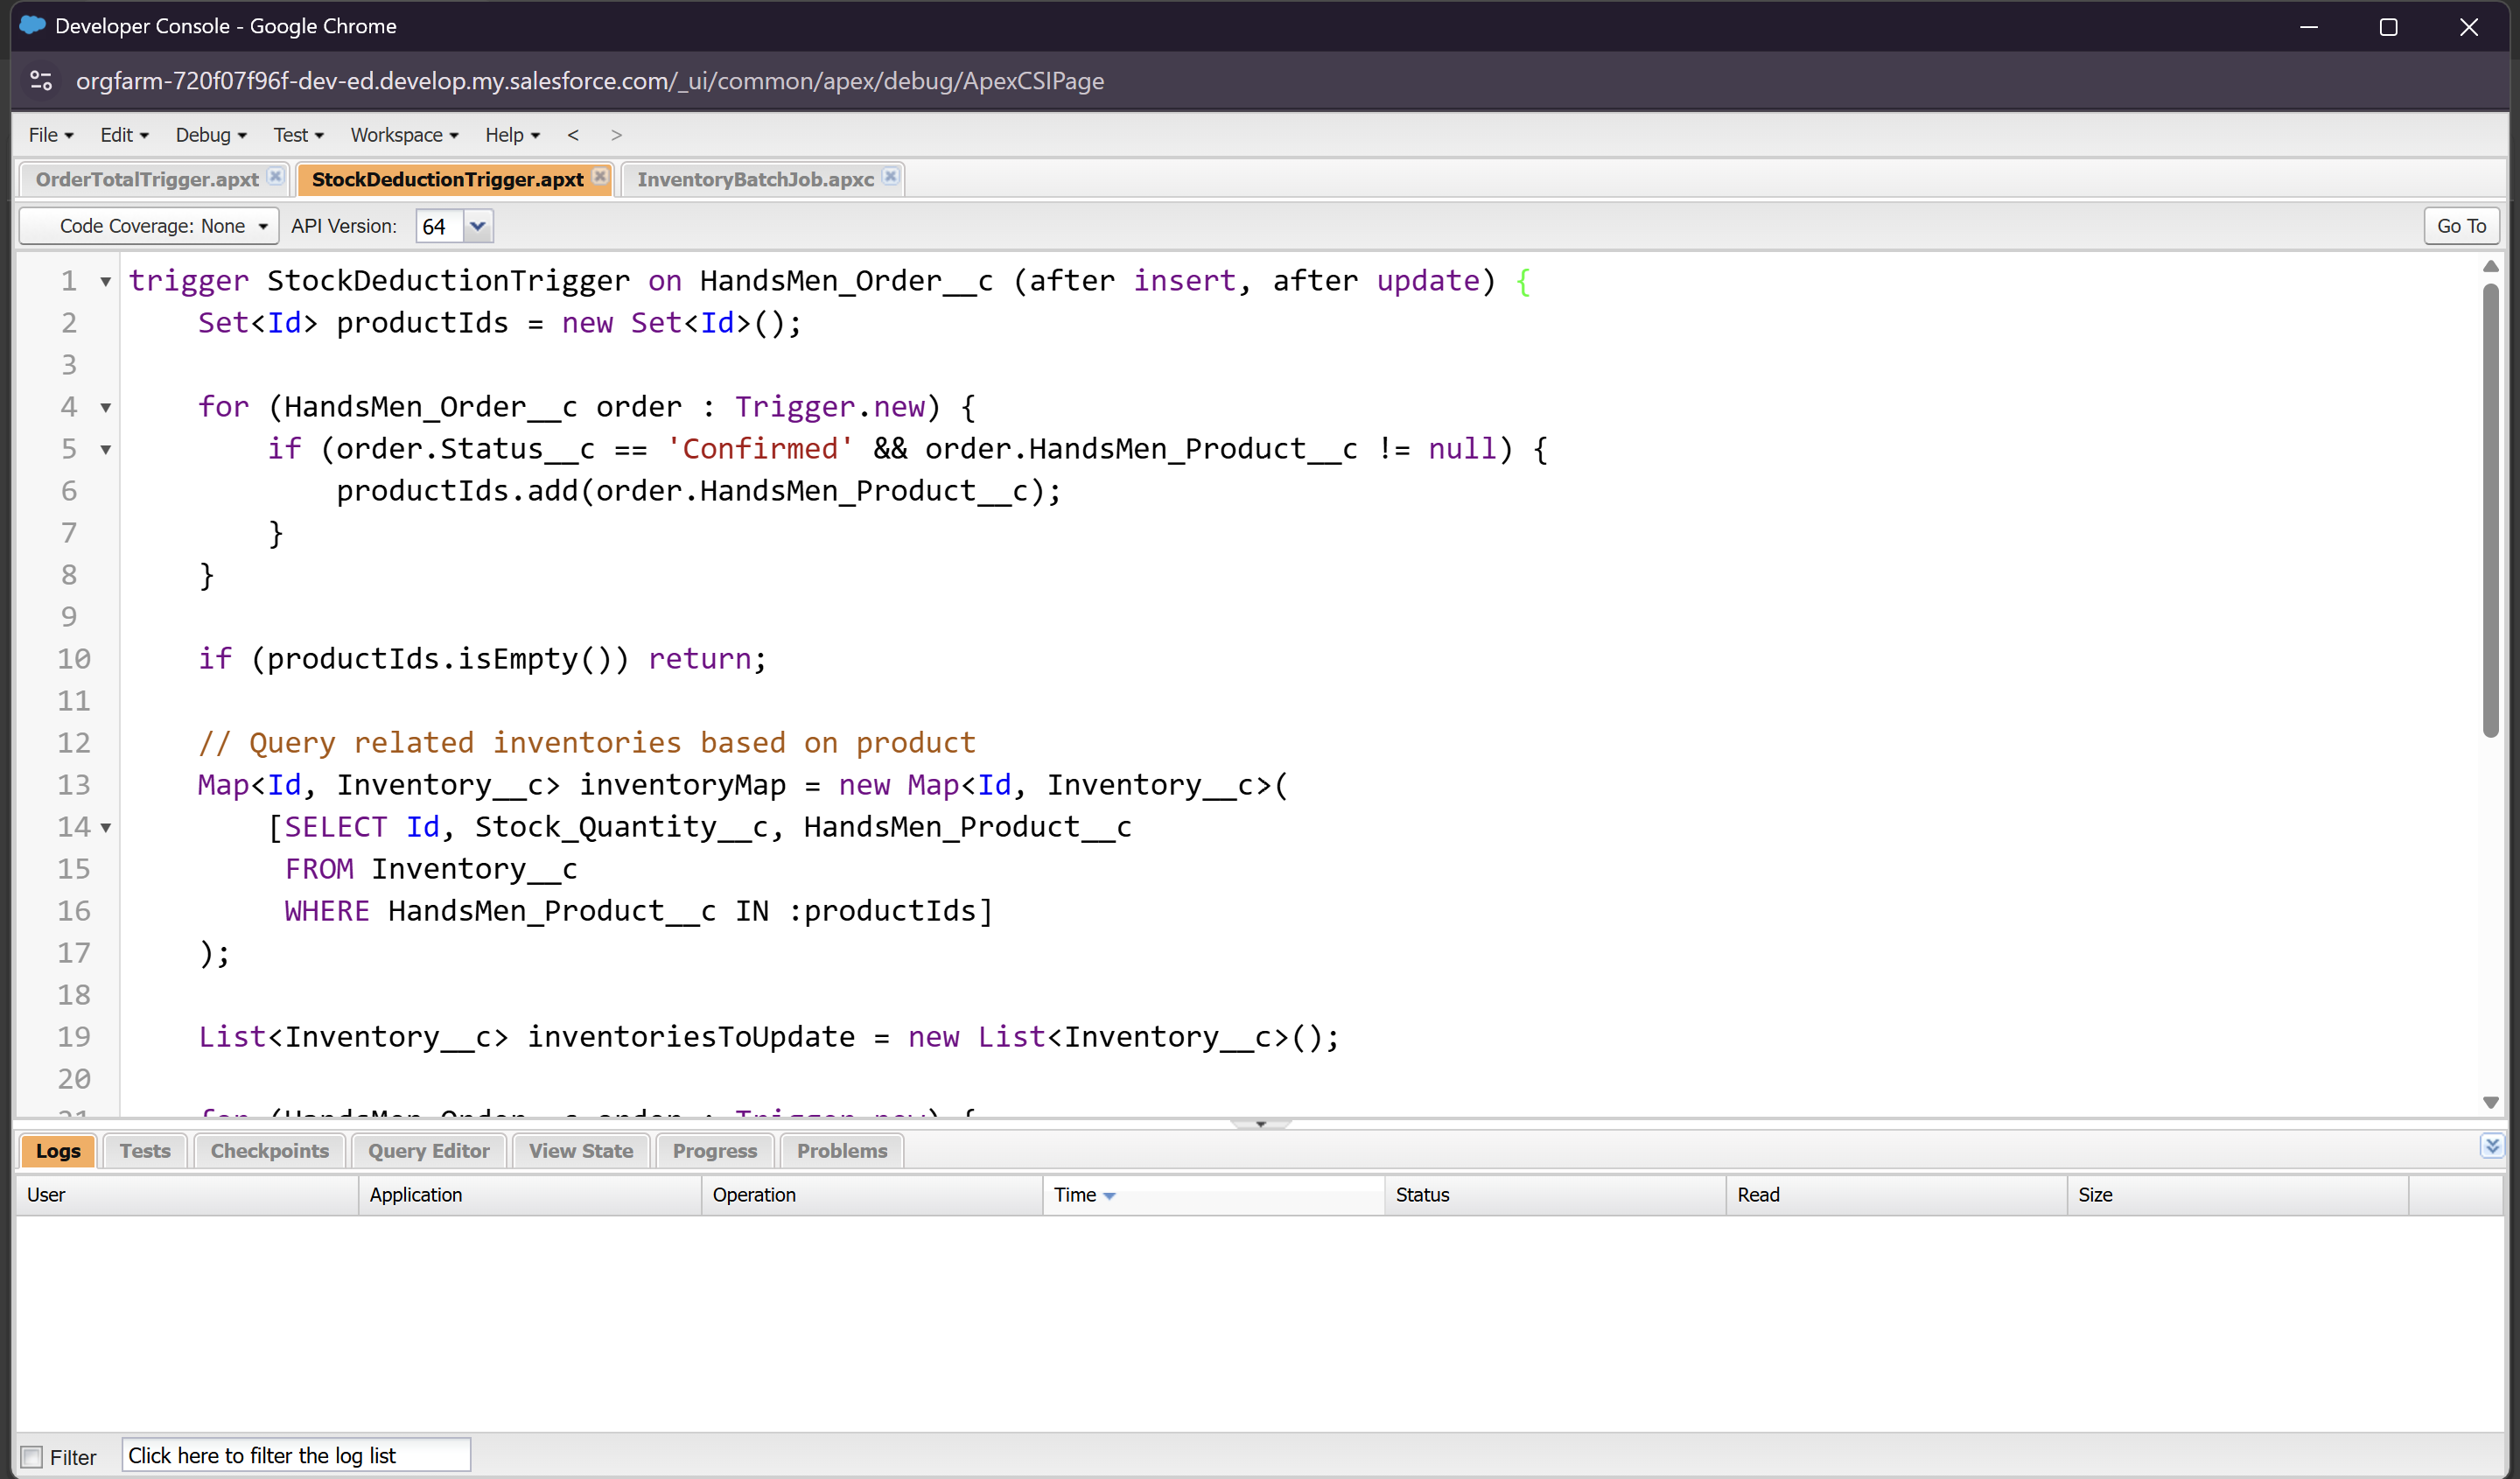 Developer Console - Google Chrome
orgfarm-720f07f96f-dev-ed.develop.my.salesforce.com/_ui/common/apex/debug/ApexCSIPage
File Edit Debug Test Workspace Help < >
OrderTotalTrigger.apxt StockDeductionTrigger.apxt InventoryBatchJob.apxc
Code Coverage: None API Version: 64 Go To
1 trigger StockDeductionTrigger on HandsMen_Order__c (after insert, after update) {
2 Set<Id> productIds = new Set<Id>();
3
4 for (HandsMen_Order__c order : Trigger.new) {
5 if (order.Status__c == 'Confirmed' && order.HandsMen_Product__c != null) {
6 productIds.add(order.HandsMen_Product__c);
7 }
8 }
9
10 if (productIds.isEmpty()) return;
11
12 // Query related inventories based on product
13 Map<Id, Inventory__c> inventoryMap = new Map<Id, Inventory__c>(
14 [SELECT Id, Stock_Quantity__c, HandsMen_Product__c
15 FROM Inventory__c
16 WHERE HandsMen_Product__c IN :productIds]
17 );
18
19 List<Inventory__c> inventoriesToUpdate = new List<Inventory__c>();
20
21 for (HandsMen_Order__c order : Trigger.new) {
Logs Tests Checkpoints Query Editor View State Progress Problems
User Application Operation Time Status Read Size
Filter Click here to filter the log list